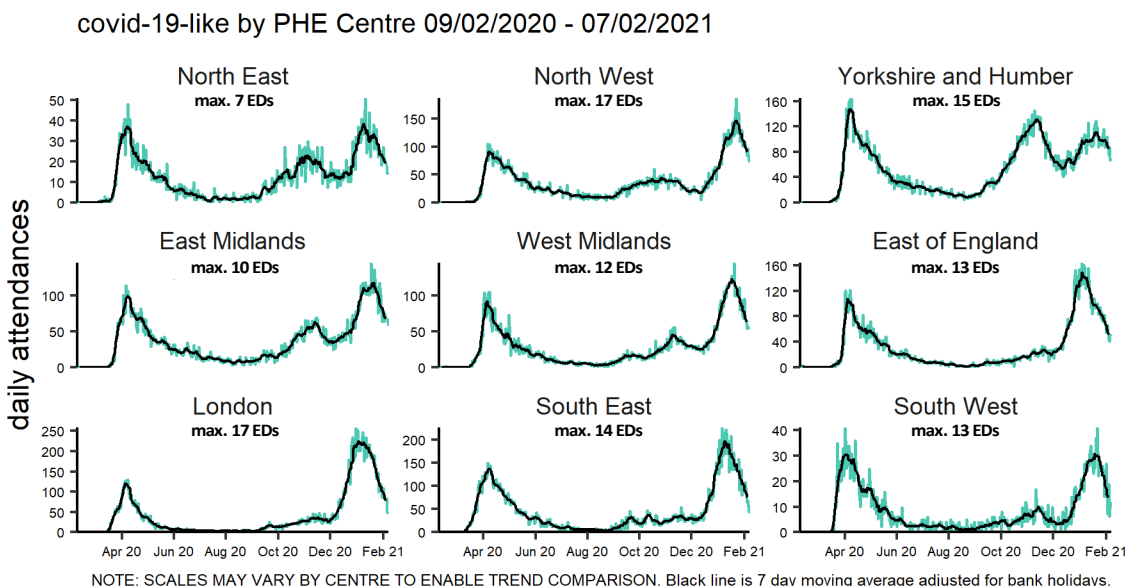 covid-19-like by PHE Centre 09/02/2020 - 07/02/2021
daily attendances
North East
max. 7 EDs
50
40
30
20
10
0
North West
max. 17 EDs
150
100
50
0
Yorkshire and Humber
max. 15 EDs
160
120
80
40
0
East Midlands
max. 10 EDs
100
50
0
West Midlands
max. 12 EDs
100
50
0
East of England
max. 13 EDs
160
120
80
40
0
London
max. 17 EDs
250
200
150
100
50
0
Apr 20 Jun 20 Aug 20 Oct 20 Dec 20 Feb 21
South East
max. 14 EDs
200
150
100
50
0
Apr 20 Jun 20 Aug 20 Oct 20 Dec 20 Feb 21
South West
max. 13 EDs
40
30
20
10
0
Apr 20 Jun 20 Aug 20 Oct 20 Dec 20 Feb 21
NOTE: SCALES MAY VARY BY CENTRE TO ENABLE TREND COMPARISON. Black line is 7 day moving average adjusted for bank holidays.